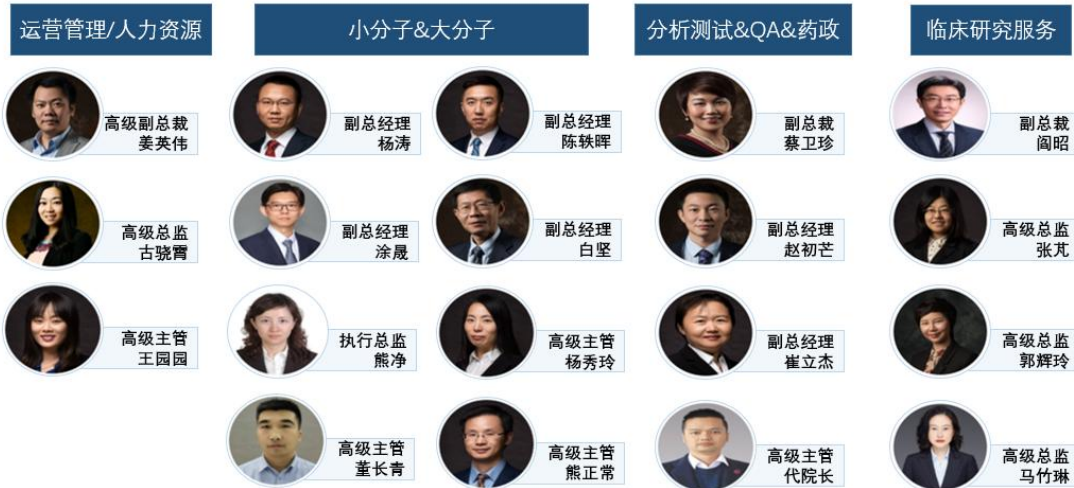 运营管理/人力资源
小分子&大分子
分析测试&QA&药政
临床研究服务
高级副总裁
姜英伟
副总经理
杨涛
副总经理
陈轶晖
副总裁
蔡卫珍
副总裁
阎昭
高级总监
古骁霄
副总经理
涂晟
副总经理
白坚
副总经理
赵初芒
高级总监
张芃
高级主管
王园园
执行总监
熊净
高级主管
杨秀玲
副总经理
崔立杰
高级总监
郭辉玲
高级主管
董长青
高级主管
熊正常
高级主管
代院长
高级总监
马竹琳